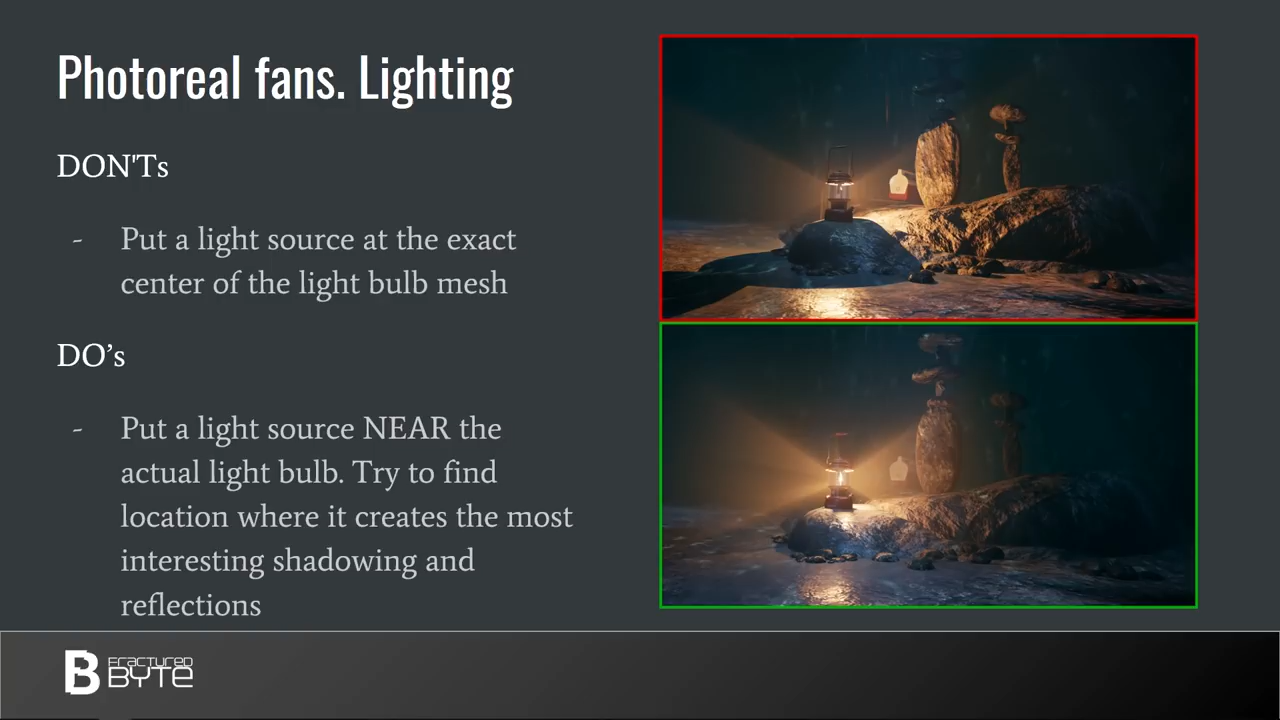 Photoreal fans. Lighting
DON'Ts
- Put a light source at the exact
center of the light bulb mesh
DO’s
- Put a light source NEAR the
actual light bulb. Try to find
location where it creates the most
interesting shadowing and
reflections
B Fractured
BYTE